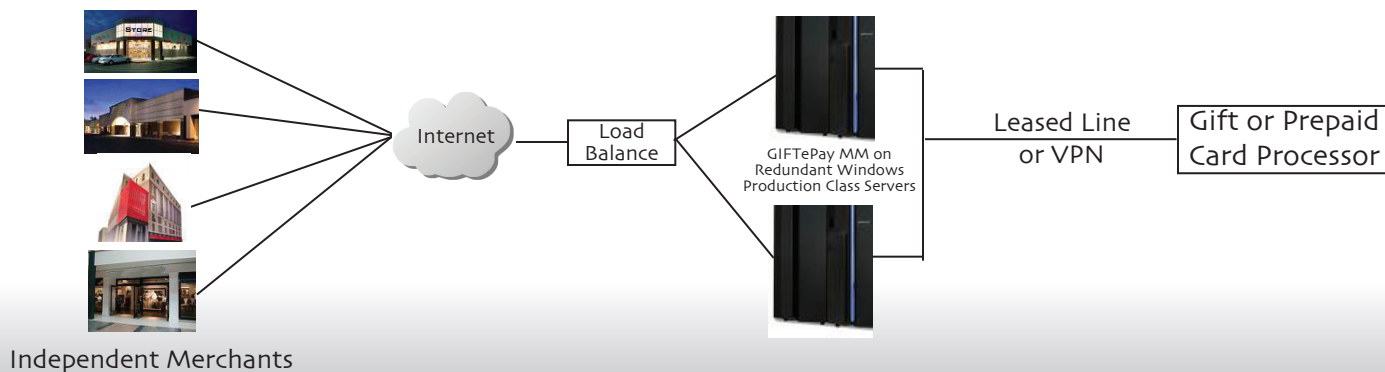 STORE
Internet
Load
Balance
GIFTePay MM on
Redundant Windows
Production Class Servers
Leased Line
or VPN
Gift or Prepaid
Card Processor
Independent Merchants